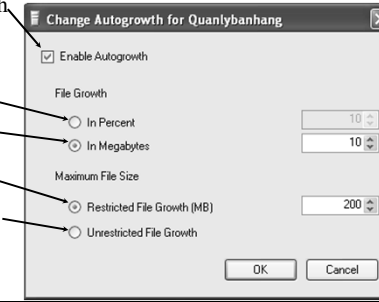 h
Change Autogrowth for Quanlybanhang
Enable Autogrowth
File Growth
In Percent 10
In Megabytes 10
Maximum File Size
Restricted File Growth (MB) 200
Unrestricted File Growth
OK Cancel